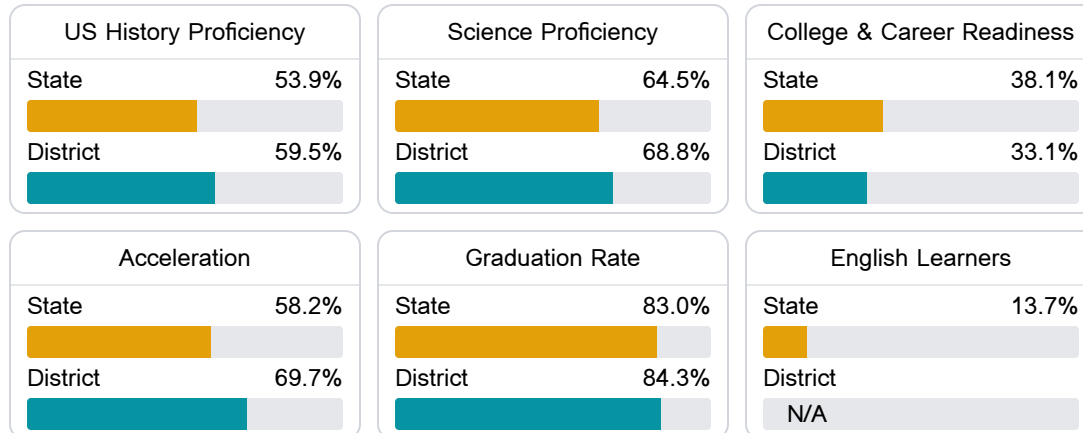 US History Proficiency
State 53.9%
District 59.5%
Science Proficiency
State 64.5%
District 68.8%
College & Career Readiness
State 38.1%
District 33.1%
Acceleration
State 58.2%
District 69.7%
Graduation Rate
State 83.0%
District 84.3%
English Learners
State 13.7%
District
N/A